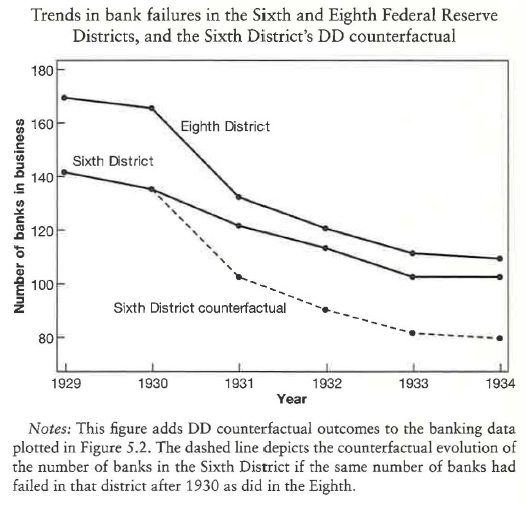 Trends in bank failures in the Sixth and Eighth Federal Reserve
Districts, and the Sixth District's DD counterfactual
180
160
140
120
100
80
Number of banks in business
Eighth District
Sixth District
Sixth District counterfactual
1929 1930 1931 1932 1933 1934
Year
Notes: This figure adds DD counterfactual outcomes to the banking data
plotted in Figure 5.2. The dashed line depicts the counterfactual evolution of
the number of banks in the Sixth District if the same number of banks had
failed in that district after 1930 as did in the Eighth.